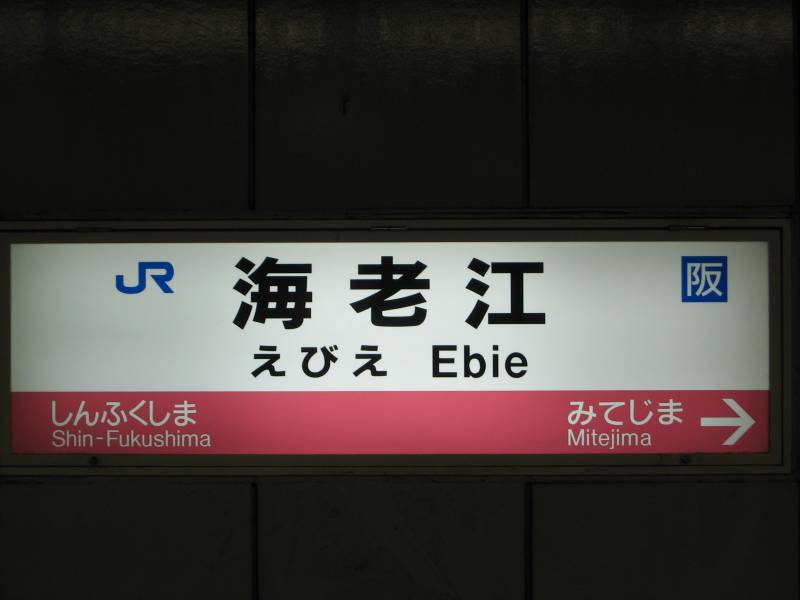 JR 海老江 阪
えびえ Ebie
しんふくしま みてじま
Shin-Fukushima Mitejima